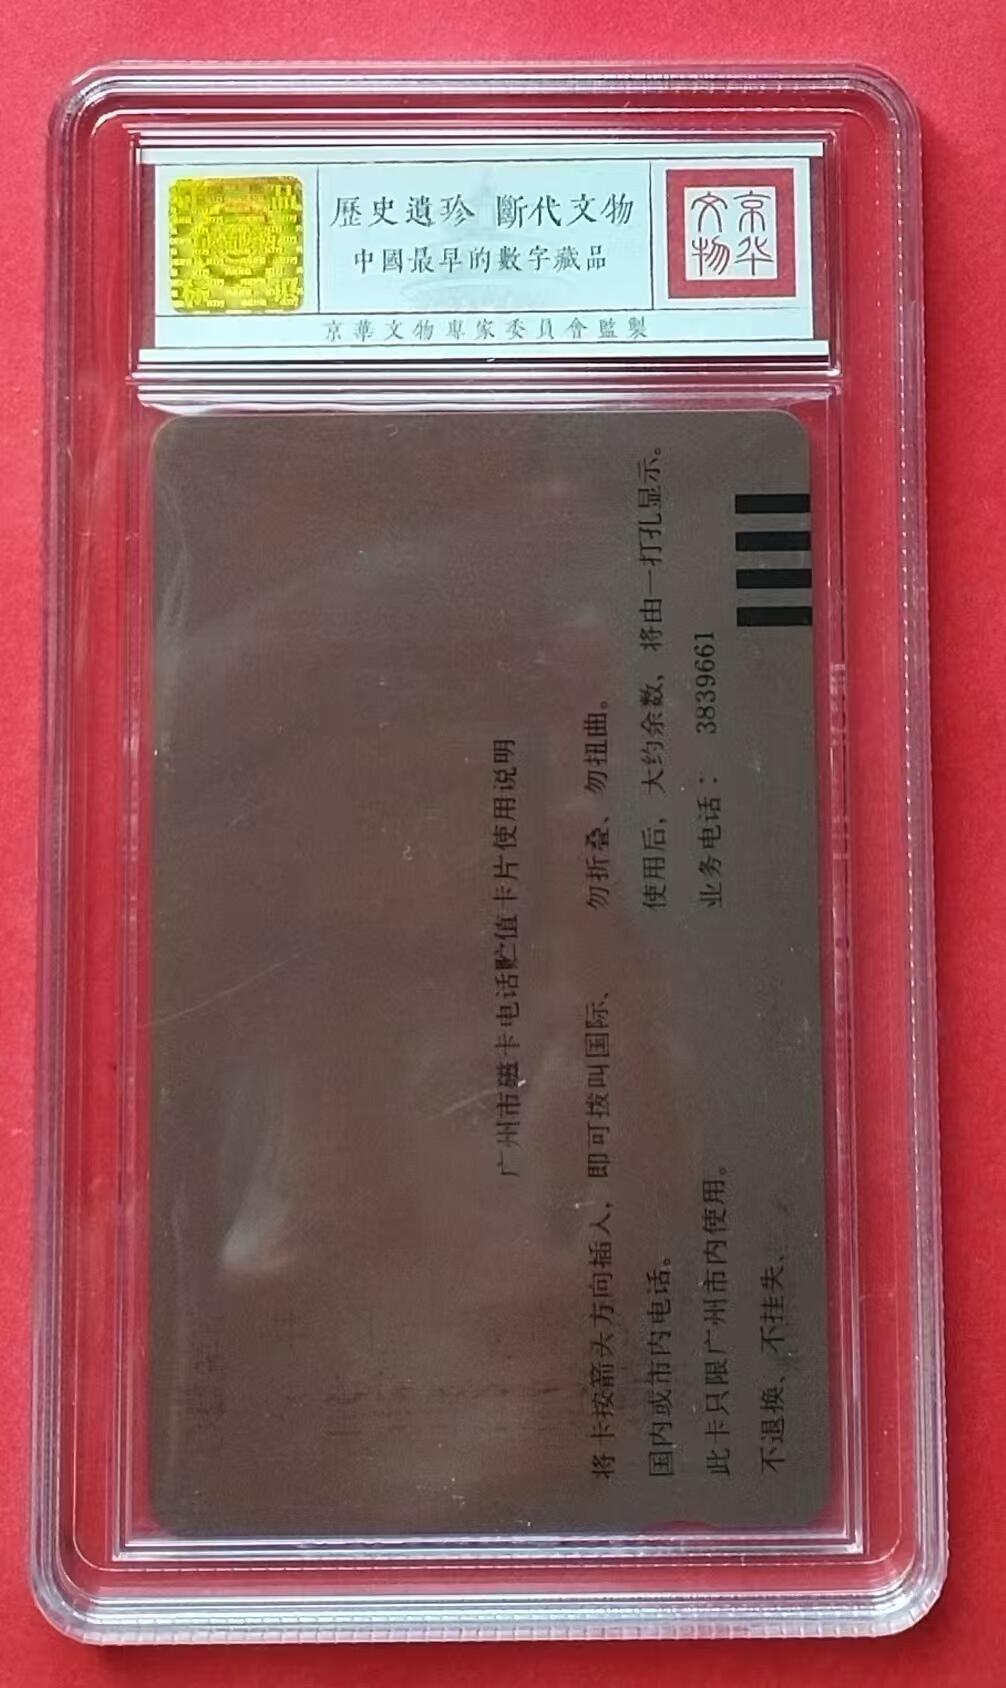 歷史遺珍 斷代文物
中國最早的數字藏品
京华
文物
京華文物專家委員會監製
广州市磁卡电话贮值卡片使用说明
将卡按箭头方向插入，即可拨叫国际、
国内或市内电话。
此卡只限广州市内使用。
不退换、不挂失、
勿折叠、勿扭曲。
使用后，大约余数，将由一打孔显示。
业务电话： 3839661